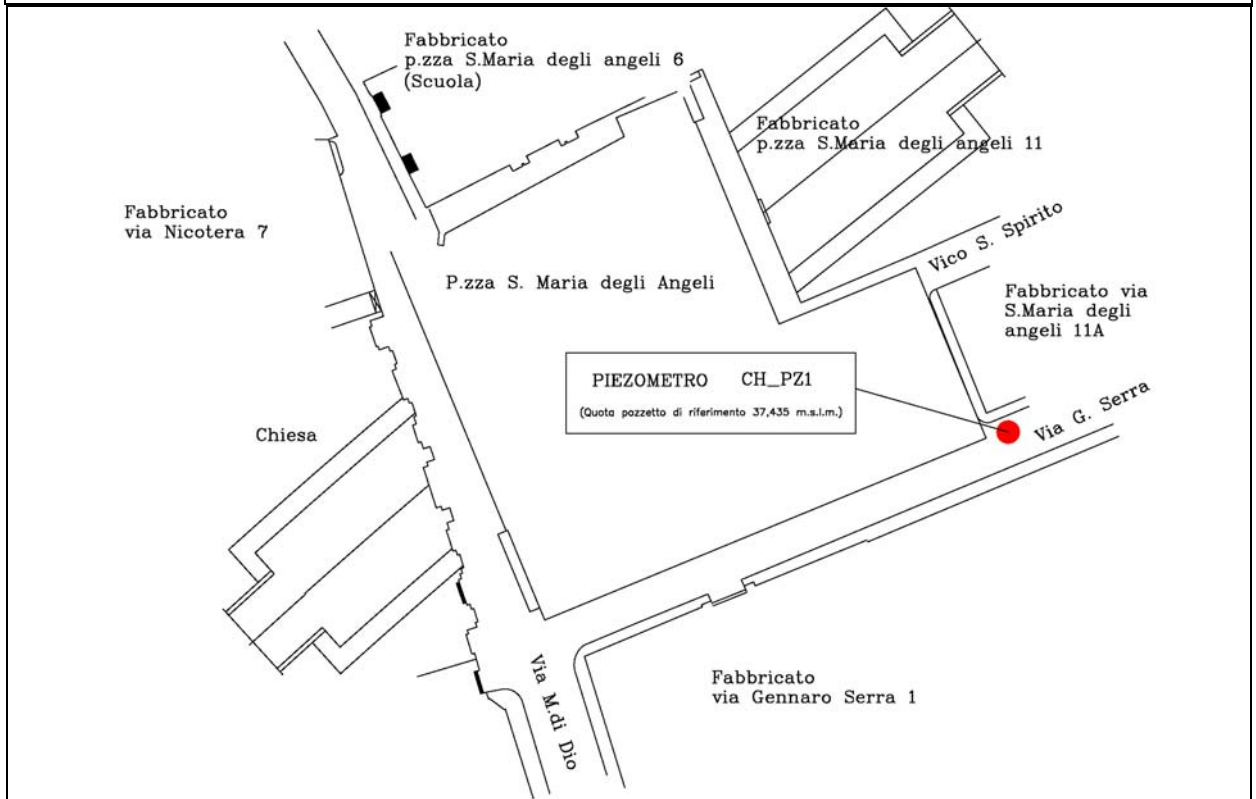 Fabbricato
p.zza S.Maria degli angeli 6
(Scuola)
Fabbricato
p.zza S.Maria degli angeli 11
Fabbricato
via Nicotera 7
Vico S. Spirito
P.zza S. Maria degli Angeli
Fabbricato via
S.Maria degli
angeli 11A
PIEZOMETRO CH_PZ1
(Quota pozzetto di riferimento 37,435 m.s.l.m.)
Via G. Serra
Chiesa
Via M.di Dio
Fabbricato
via Gennaro Serra 1